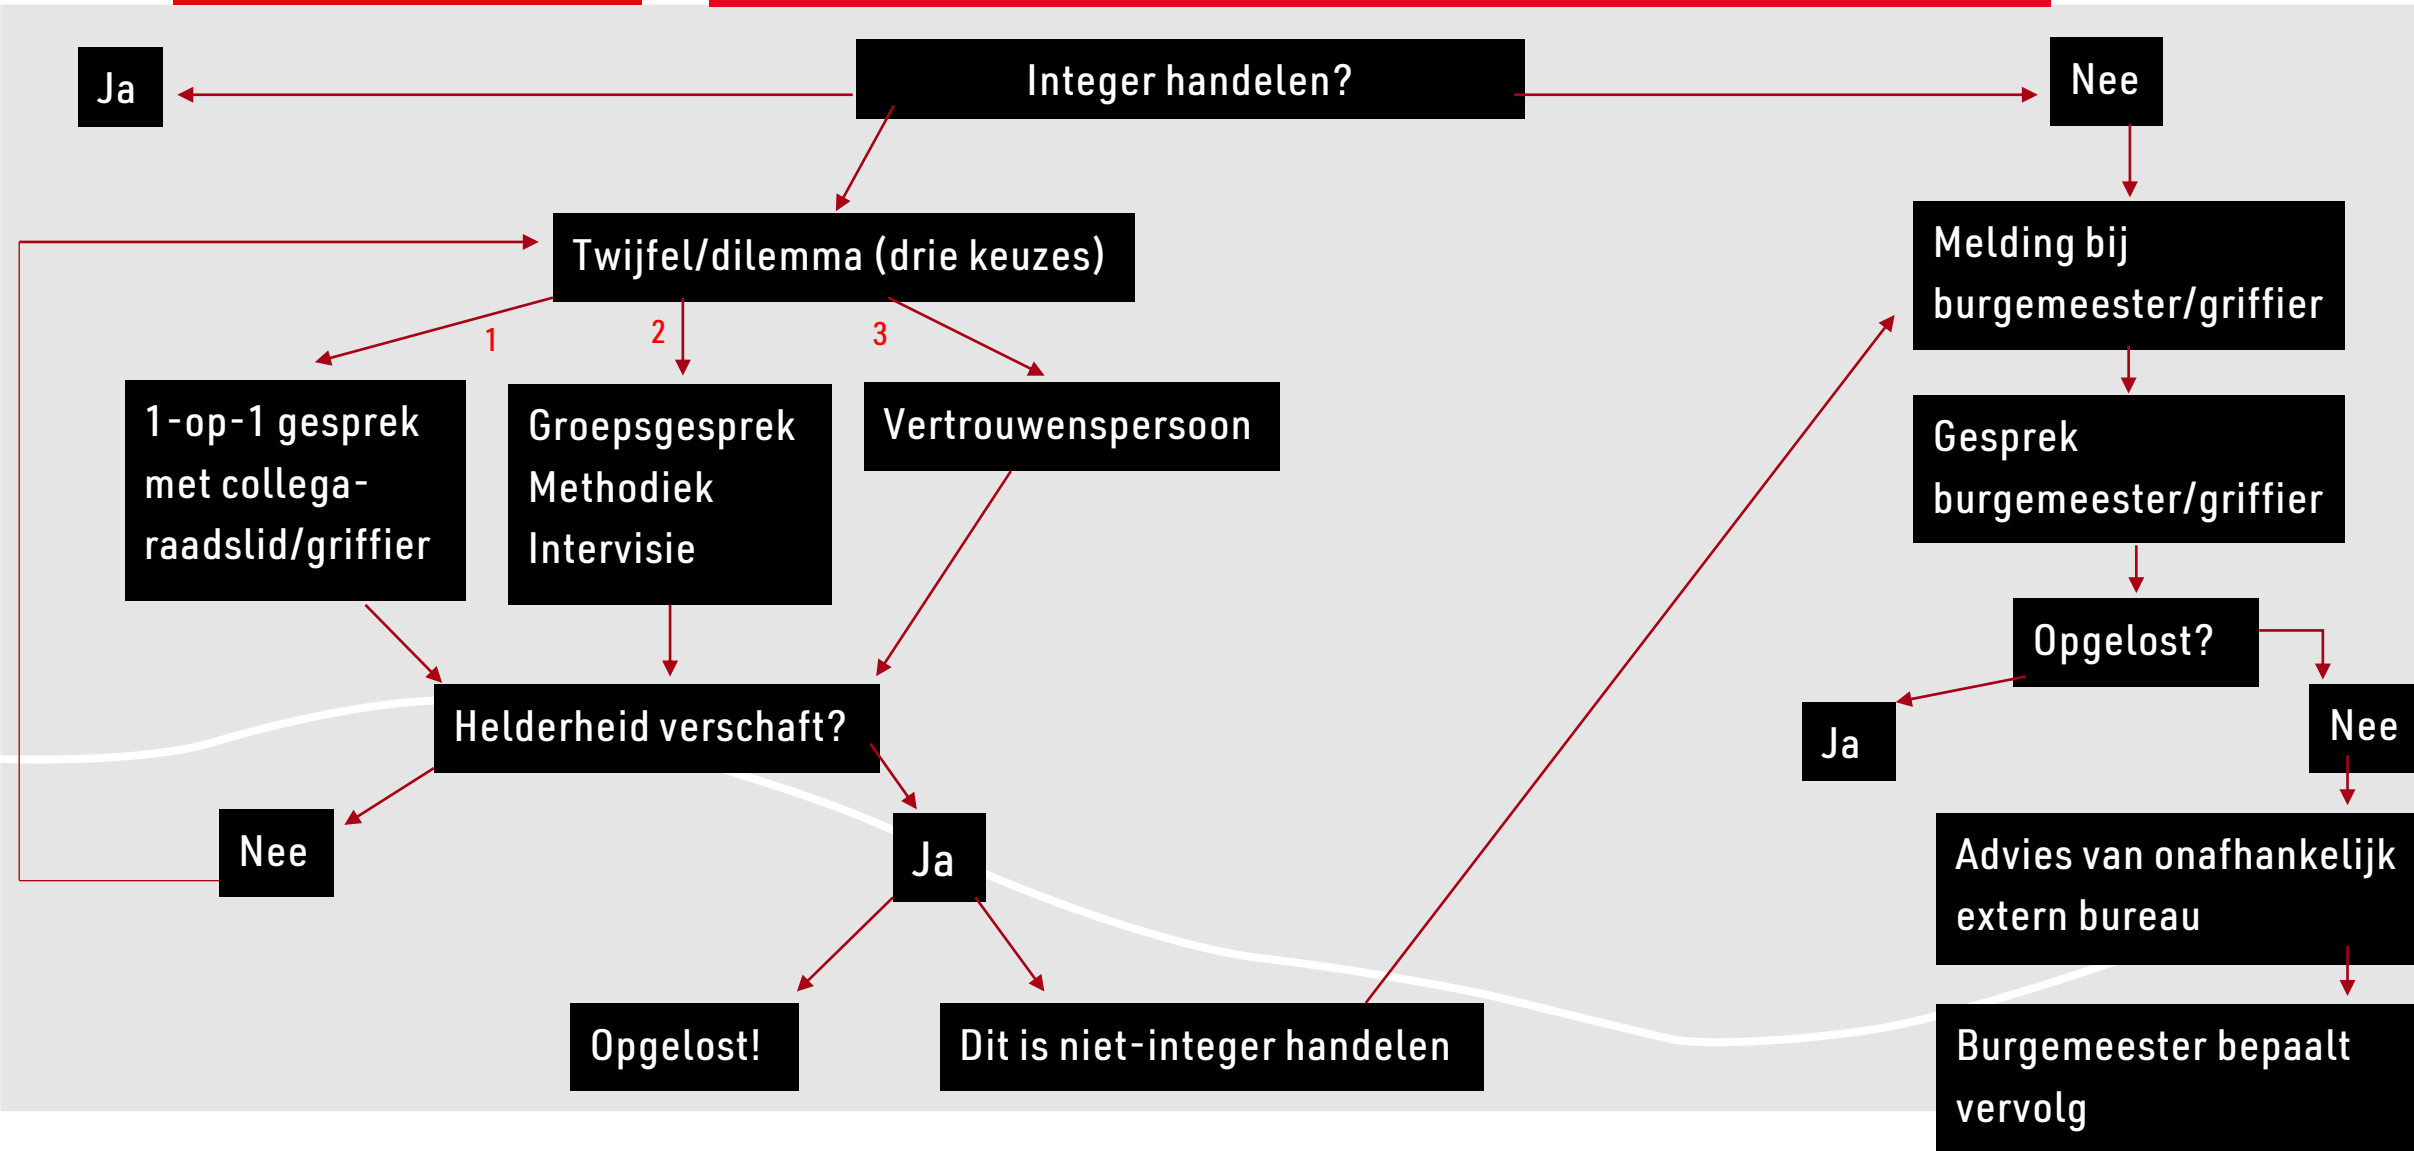 Ja
Integer handelen?
Nee
Twijfel/dilemma (drie keuzes)
Melding bij
burgemeester/griffier
1
2
3
1-op-1 gesprek
met collega-
raadslid/griffier
Groepsgesprek
Methodiek
Intervisie
Vertrouwenspersoon
Gesprek
burgemeester/griffier
Opgelost?
Helderheid verschaft?
Ja
Nee
Nee
Ja
Advies van onafhankelijk
extern bureau
Opgelost!
Dit is niet-integer handelen
Burgemeester bepaalt
vervolg